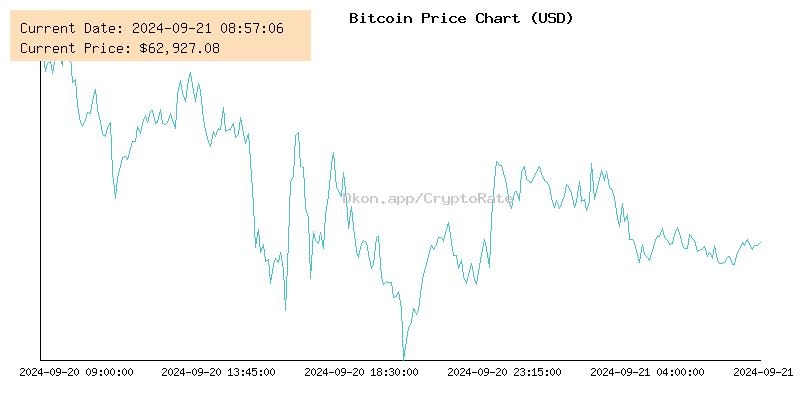 Bitcoin Price Chart (USD)
Current Date: 2024-09-21 08:57:06
Current Price: $62,927.08
Dkon.app/CryptoRate
2024-09-20 09:00:00 2024-09-20 13:45:00 2024-09-20 18:30:00 2024-09-20 23:15:00 2024-09-21 04:00:00 2024-09-21